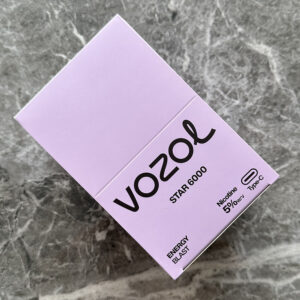 VOZOL
STAR 6000
Nicotine
5%
Type-C
ENERGY
BLAST